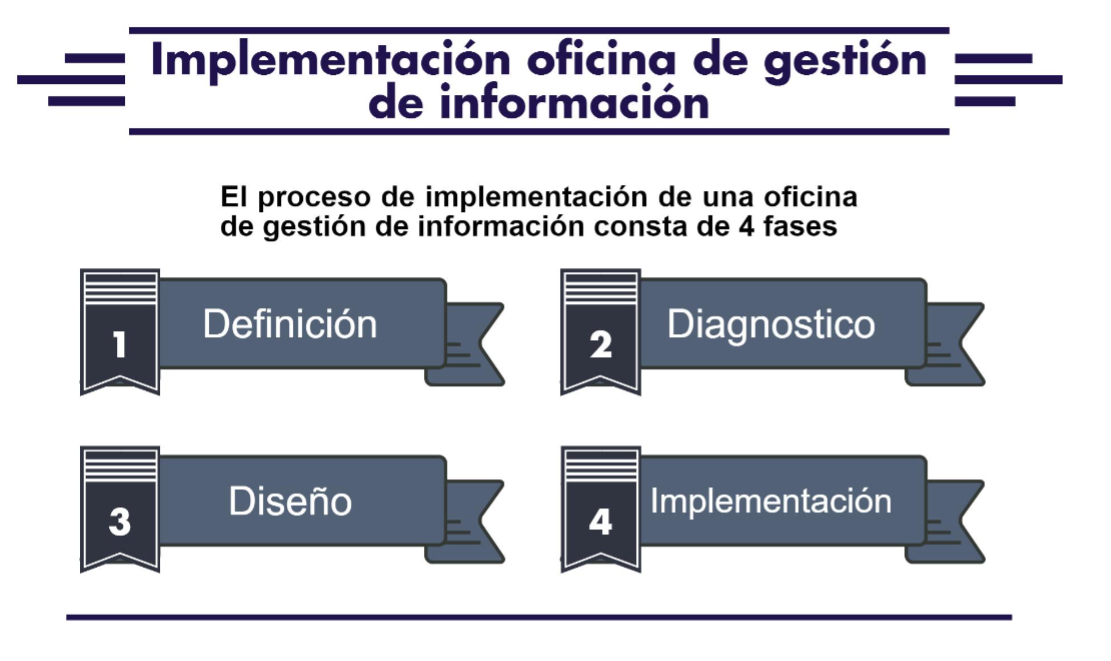 Implementación oficina de gestión
de información
El proceso de implementación de una oficina
de gestión de información consta de 4 fases
1 Definición
2 Diagnostico
3 Diseño
4 Implementación